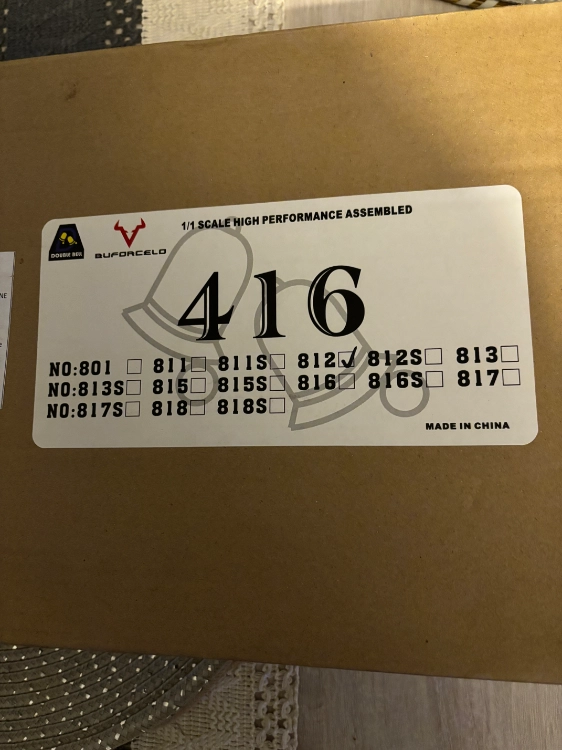 1/1 SCALE HIGH PERFORMANCE ASSEMBLED
DOUBLE BELL
BUFORCELO
416
NO:801 811 811S 812 812S 813
NO:813S 815 815S 816 816S 817
NO:817S 818 818S
MADE IN CHINA